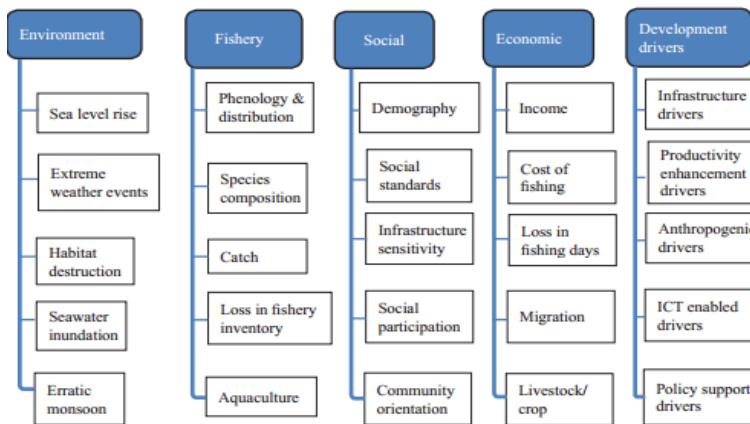 Environment
Sea level rise
Extreme
weather events
Habitat
destruction
Seawater
inundation
Erratic
monsoon
Fishery
Phenology &
distribution
Species
composition
Catch
Loss in fishery
inventory
Aquaculture
Social
Demography
Social
standards
Infrastructure
sensitivity
Social
participation
Community
orientation
Economic
Income
Cost of
fishing
Loss in
fishing days
Migration
Livestock/
crop
Development
drivers
Infrastructure
drivers
Productivity
enhancement
drivers
Anthropogenic
drivers
ICT enabled
drivers
Policy support
drivers